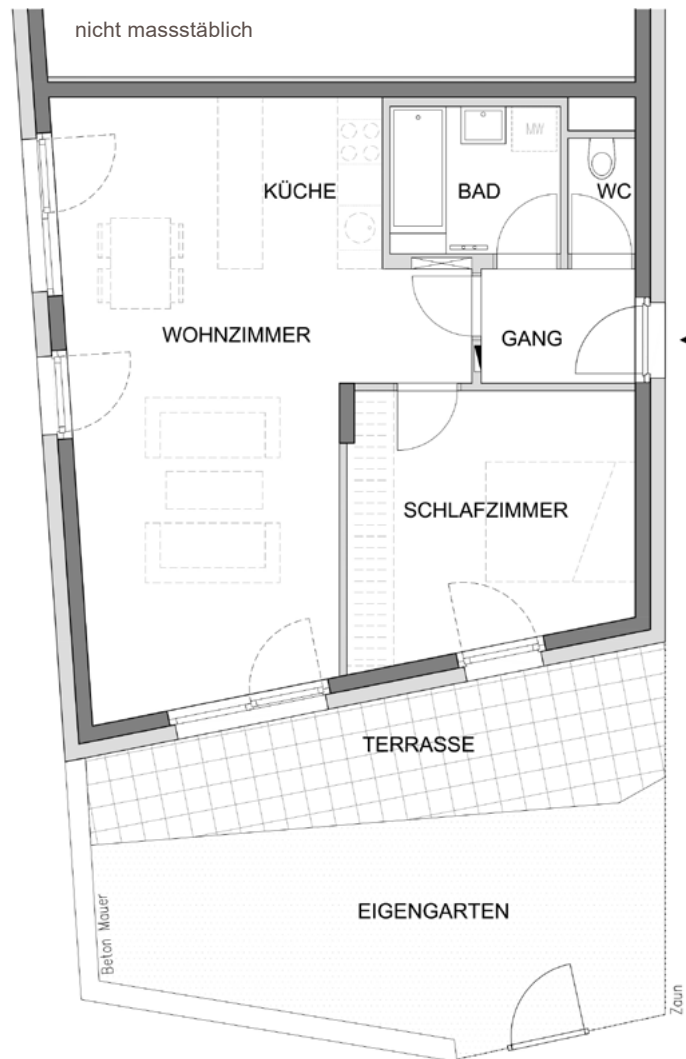 nicht massstäblich
KÜCHE
BAD
MW
WC
WOHNZIMMER
GANG
SCHLAFZIMMER
TERRASSE
EIGENGARTEN
Beton Mauer
Zaun